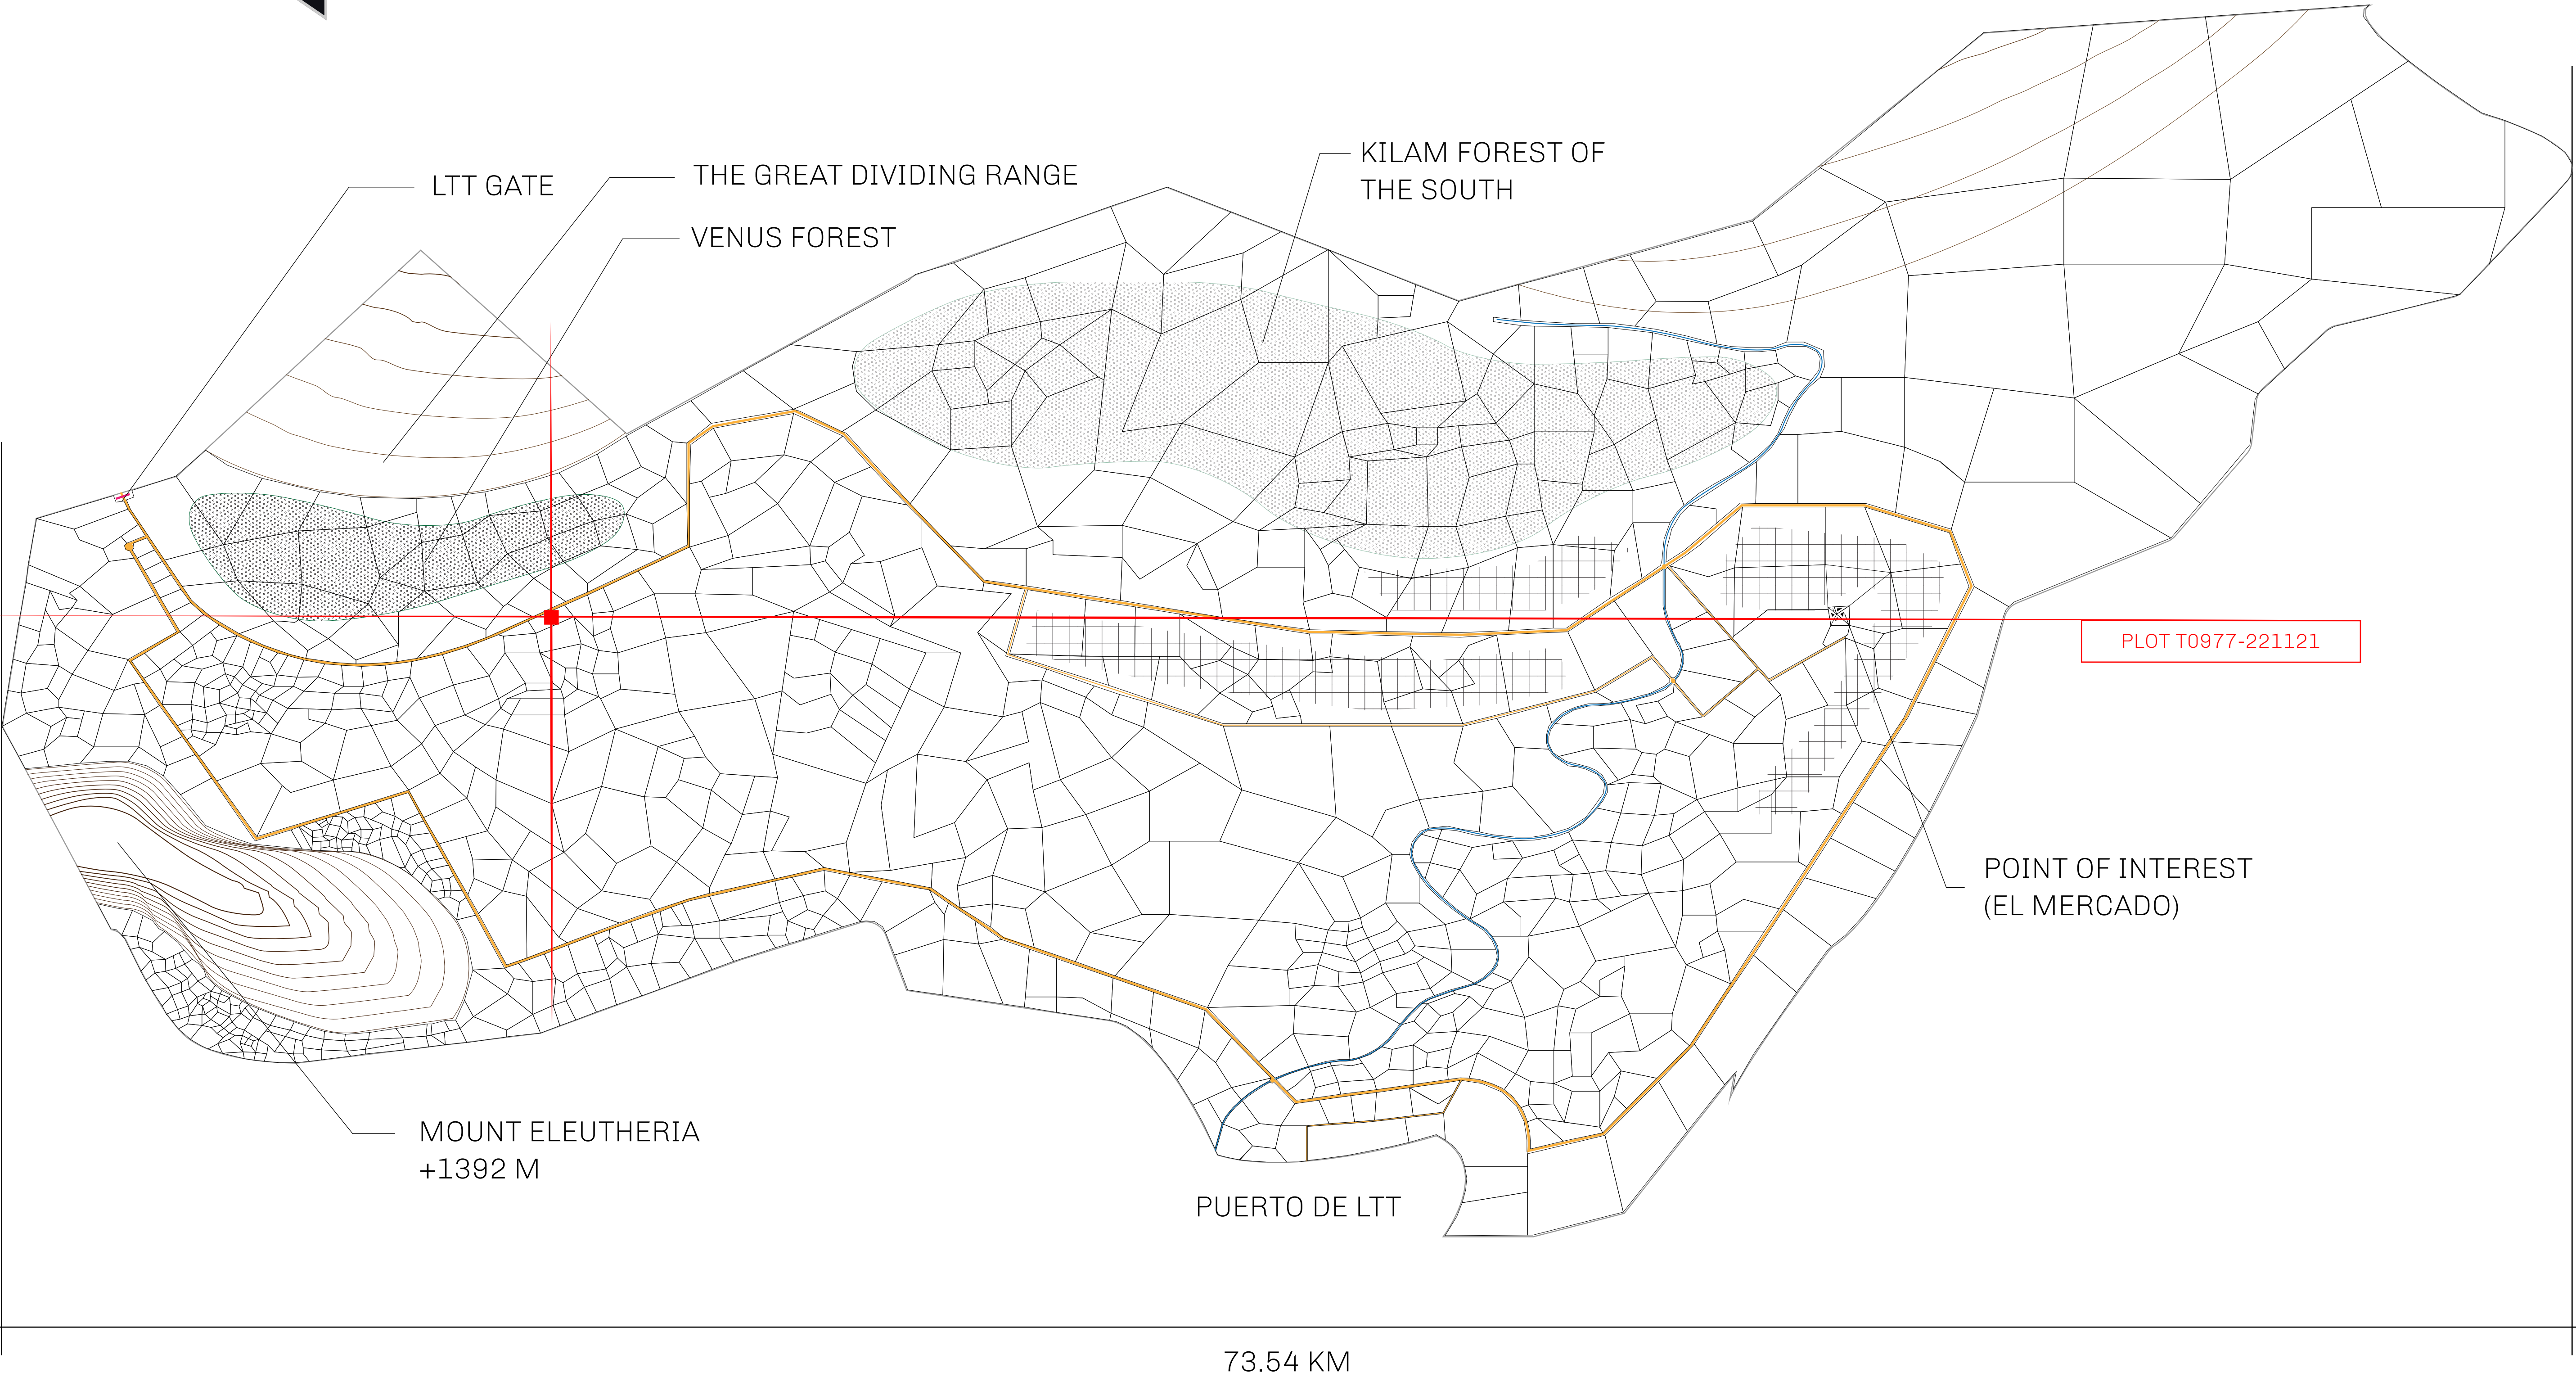 KILAM FOREST OF
THE SOUTH
THE GREAT DIVIDING RANGE
LTT GATE
VENUS FOREST
PLOT T0977-221121
POINT OF INTEREST
(EL MERCADO)
MOUNT ELEUTHERIA
+1392 M
PUERTO DE LTT
73.54 KM